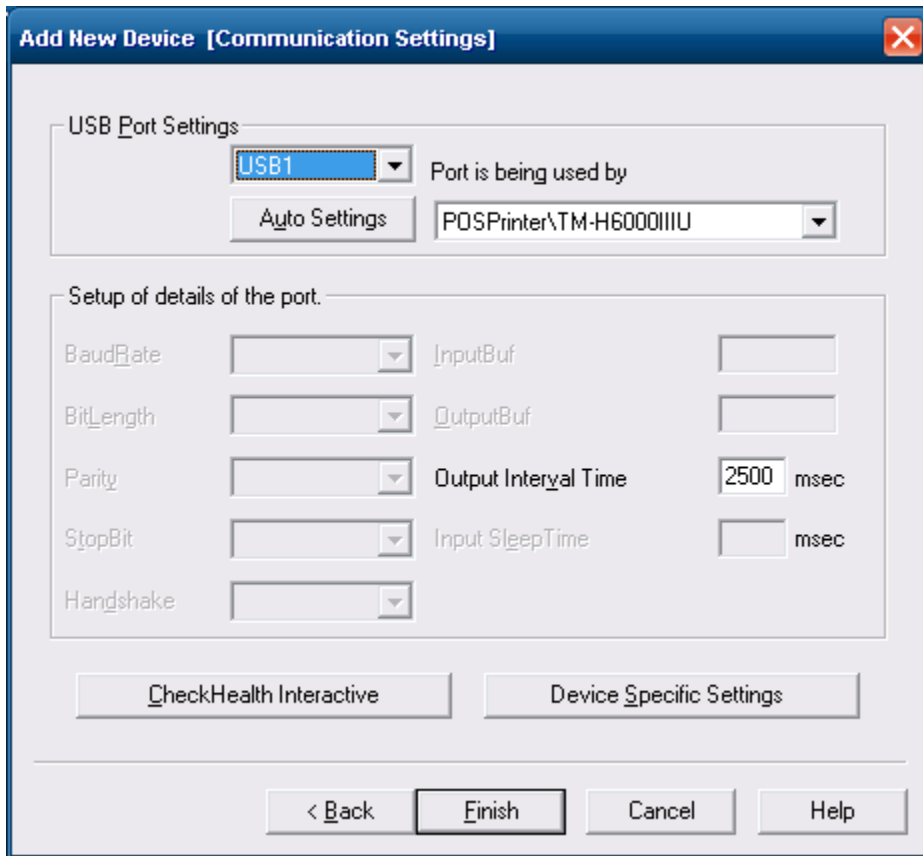 Add New Device [Communication Settings]
USB Port Settings
USB1
Port is being used by
Auto Settings
POSPrinter\TM-H6000IIIU
Setup of details of the port.
BaudRate
InputBuf
BitLength
OutputBuf
Parity
Output Interval Time
2500
msec
StopBit
Input SleepTime
msec
Handshake
CheckHealth Interactive
Device Specific Settings
< Back
Finish
Cancel
Help